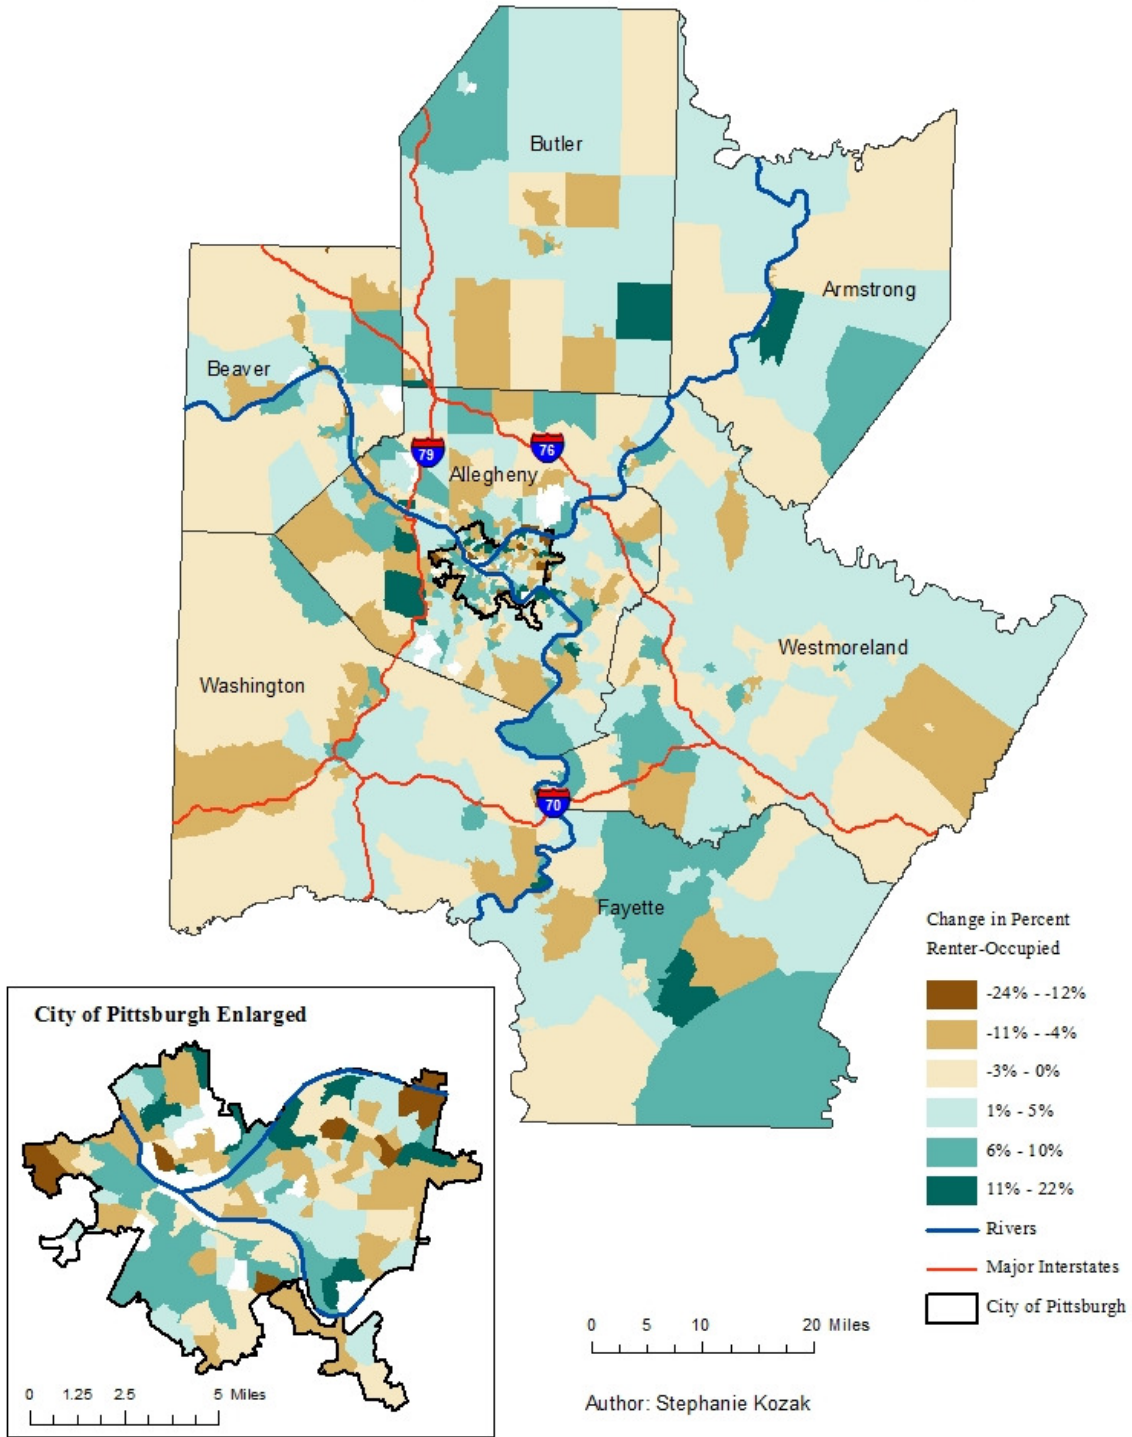 Butler
Armstrong
Beaver
79
76
Allegheny
Westmoreland
Washington
70
Fayette
Change in Percent
Renter-Occupied
-24% - -12%
-11% - -4%
-3% - 0%
1% - 5%
6% - 10%
11% - 22%
Rivers
Major Interstates
City of Pittsburgh
City of Pittsburgh Enlarged
0 1.25 2.5 5 Miles
0 5 10 20 Miles
Author: Stephanie Kozak